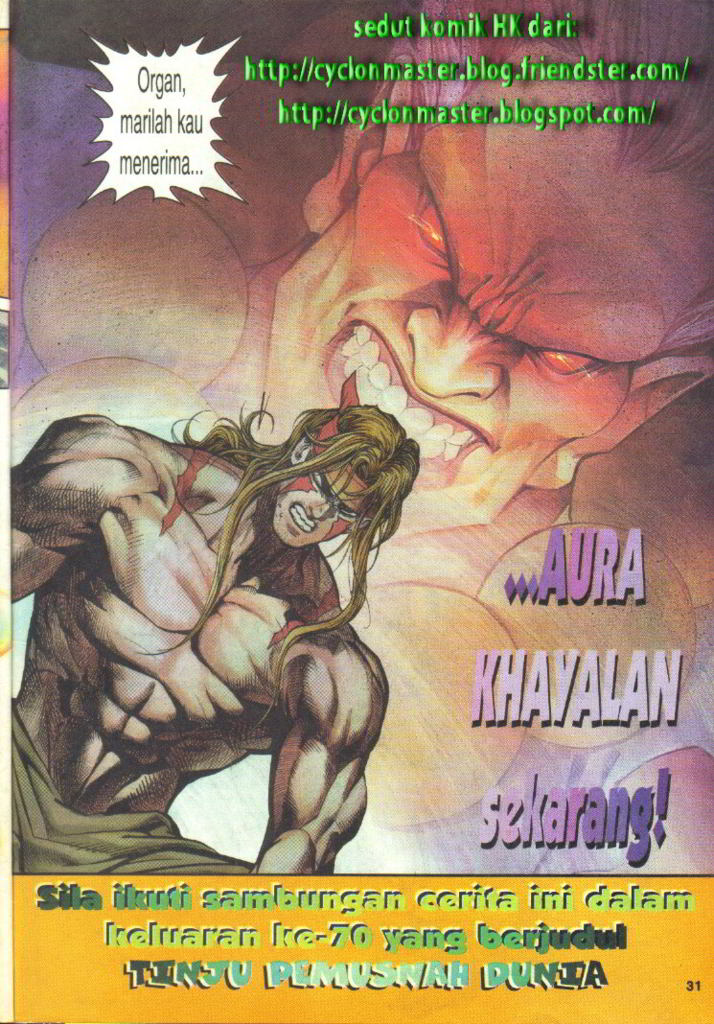 sedut komik HK dari:
http://cyclonmaster.blog.friendster.com/
http://cyclonmaster.blogspot.com/
Organ,
marilah kau
menerima...
...AURA
KHAYALAN
sekarang!
Sila ikuti sambungan cerita ini dalam
keluaran ke-70 yang berjudul
TINJU PEMUSNAH DUNIA
31